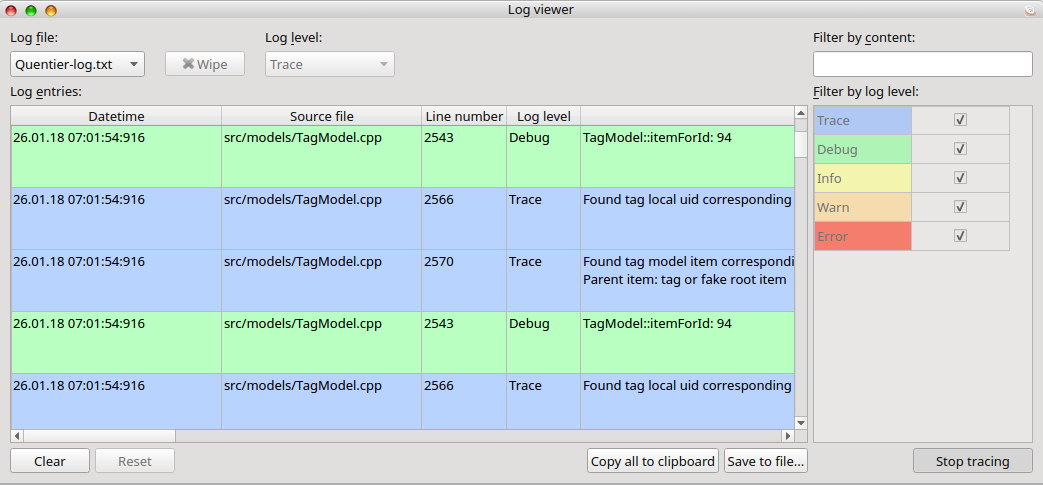 Log viewer
Log file:
Log level:
Filter by content:
Quentier-log.txt
Wipe
Trace
Log entries:
Filter by log level:
Datetime Source file Line number Log level
26.01.18 07:01:54:916 src/models/TagModel.cpp 2543 Debug TagModel::itemForId: 94
26.01.18 07:01:54:916 src/models/TagModel.cpp 2566 Trace Found tag local uid corresponding
26.01.18 07:01:54:916 src/models/TagModel.cpp 2570 Trace Found tag model item correspondi
Parent item: tag or fake root item
26.01.18 07:01:54:916 src/models/TagModel.cpp 2543 Debug TagModel::itemForId: 94
26.01.18 07:01:54:916 src/models/TagModel.cpp 2566 Trace Found tag local uid corresponding
Trace
Debug
Info
Warn
Error
Clear
Reset
Copy all to clipboard
Save to file...
Stop tracing